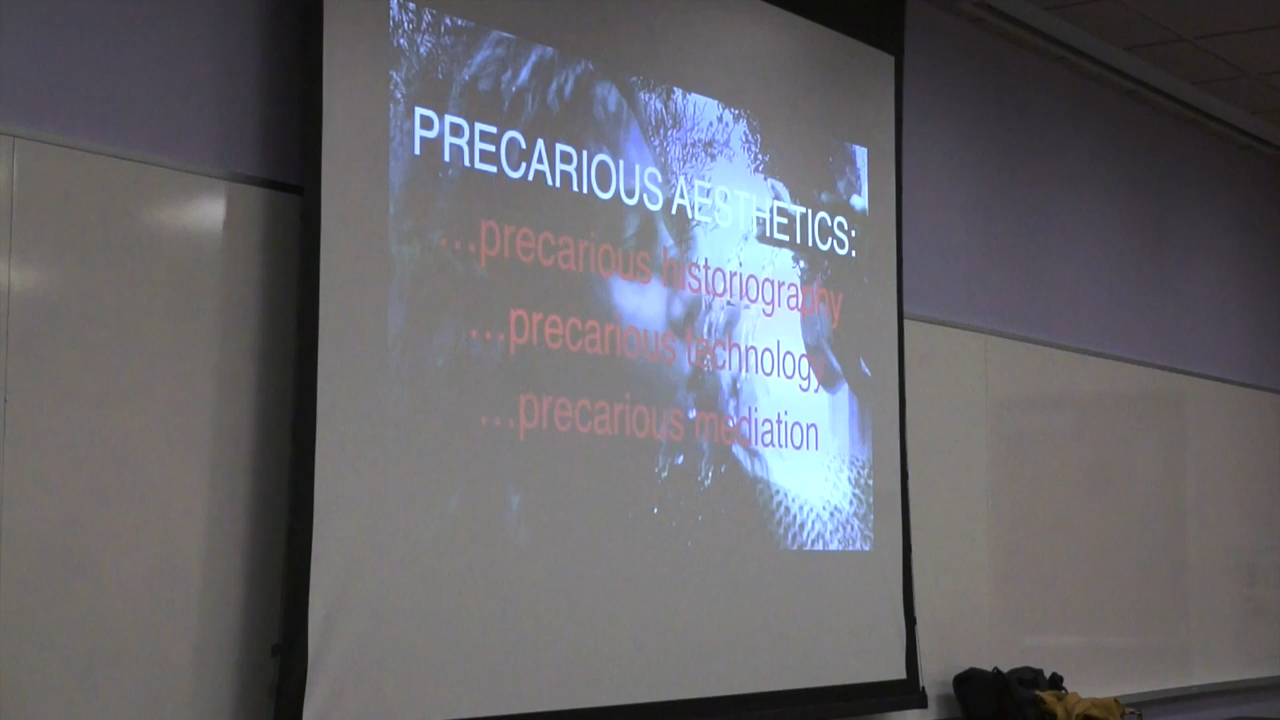 PRECARIOUS AESTHETICS:
...precarious historiography
...precarious technology
...precarious mediation